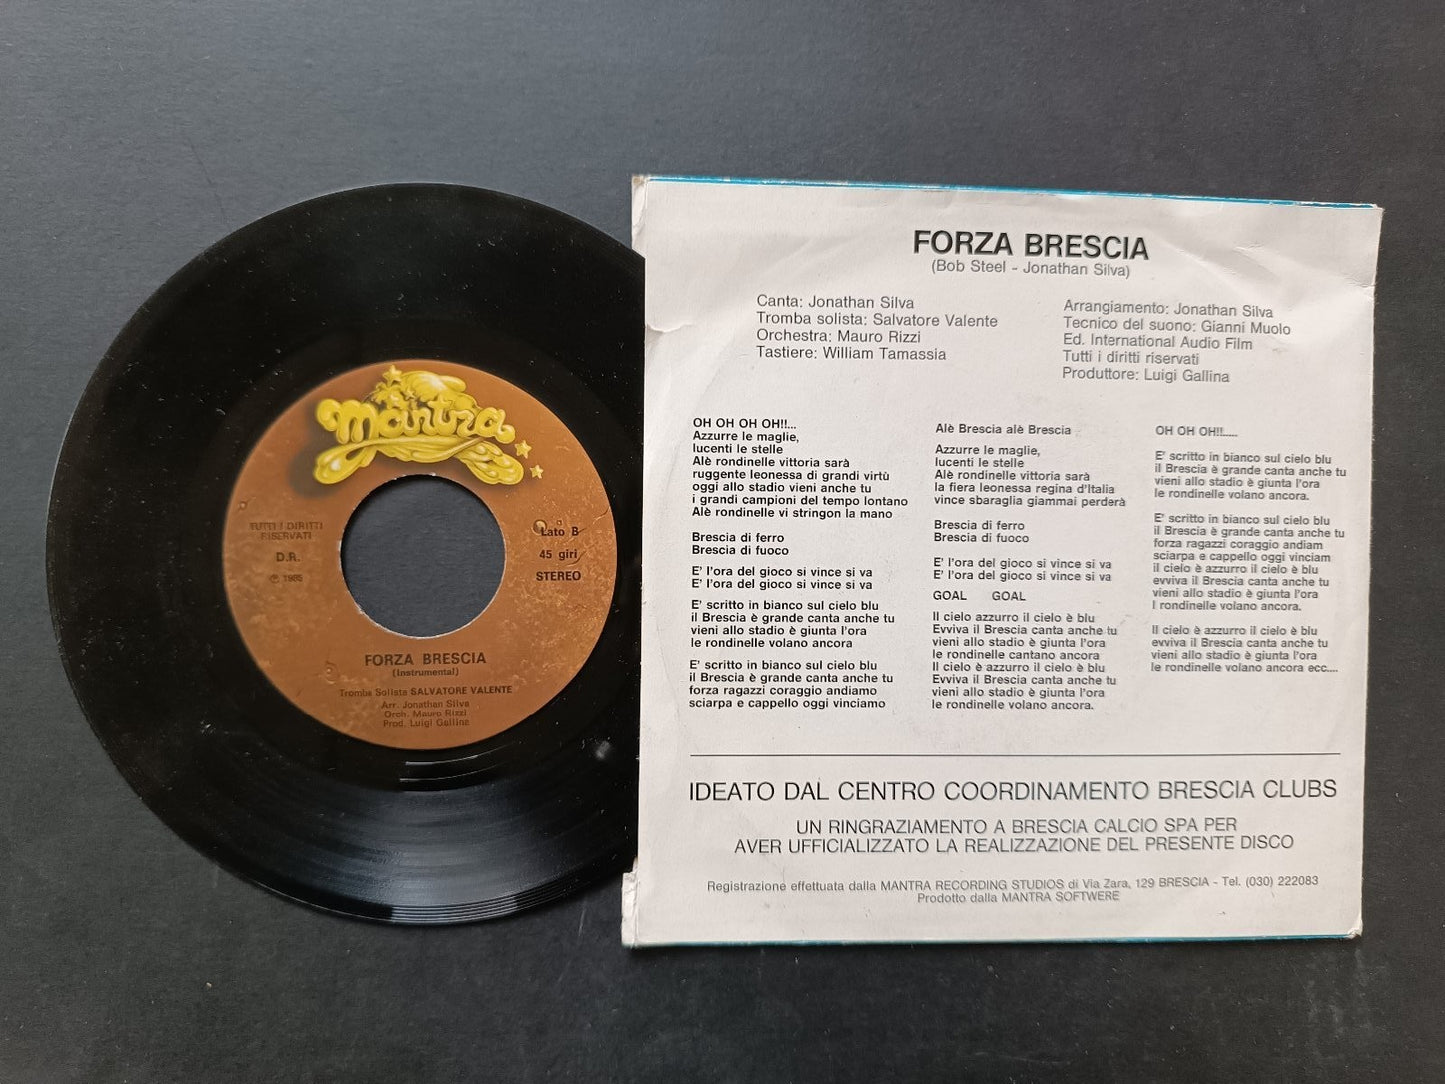 mantra
TUTTI I DIRITTI
RISERVATI
D.R.
℗ 1985
Lato B
45 giri
STEREO
FORZA BRESCIA
(Instrumental)
Tromba Solista SALVATORE VALENTE
Arr. Jonathan Silva
Orch. Mauro Rizzi
Prod. Luigi Gallina
FORZA BRESCIA
(Bob Steel - Jonathan Silva)
Canta: Jonathan Silva
Tromba solista: Salvatore Valente
Orchestra: Mauro Rizzi
Tastiere: William Tamassia
Arrangiamento: Jonathan Silva
Tecnico del suono: Gianni Muolo
Ed. International Audio Film
Tutti i diritti riservati
Produttore: Luigi Gallina
OH OH OH OH!!...
Azzurre le maglie,
lucenti le stelle
Alè rondinelle vittoria sarà
ruggente leonessa di grandi virtù
oggi allo stadio vieni anche tu
i grandi campioni del tempo lontano
Alè rondinelle vi stringon la mano
Brescia di ferro
Brescia di fuoco
E' l'ora del gioco si vince si va
E' l'ora del gioco si vince si va
E' scritto in bianco sul cielo blu
il Brescia è grande canta anche tu
vieni allo stadio è giunta l'ora
le rondinelle volano ancora
E' scritto in bianco sul cielo blu
il Brescia è grande canta anche tu
forza ragazzi coraggio andiamo
sciarpa e cappello oggi vinciamo
Alè Brescia alè Brescia
Azzurre le maglie,
lucenti le stelle
Alè rondinelle vittoria sarà
la fiera leonessa regina d'Italia
vince sbaraglia giammai perderà
Brescia di ferro
Brescia di fuoco
E' l'ora del gioco si vince si va
E' l'ora del gioco si vince si va
GOAL GOAL
Il cielo azzurro il cielo è blu
Evviva il Brescia canta anche tu
vieni allo stadio è giunta l'ora
le rondinelle cantano ancora
Il cielo è azzurro il cielo è blu
Evviva il Brescia canta anche tu
vieni allo stadio è giunta l'ora
le rondinelle volano ancora.
OH OH OH!!.....
E' scritto in bianco sul cielo blu
il Brescia è grande canta anche tu
vieni allo stadio è giunta l'ora
le rondinelle volano ancora.
E' scritto in bianco sul cielo blu
il Brescia è grande canta anche tu
forza ragazzi coraggio andiam
sciarpa e cappello oggi vinciam
il cielo è azzurro il cielo è blu
evviva il Brescia canta anche tu
vieni allo stadio è giunta l'ora
l rondinelle volano ancora.
Il cielo è azzurro il cielo è blu
evviva il Brescia canta anche tu
vieni allo stadio è giunta l'ora
le rondinelle volano ancora ecc....
IDEATO DAL CENTRO COORDINAMENTO BRESCIA CLUBS
UN RINGRAZIAMENTO A BRESCIA CALCIO SPA PER
AVER UFFICIALIZZATO LA REALIZZAZIONE DEL PRESENTE DISCO
Registrazione effettuata dalla MANTRA RECORDING STUDIOS di Via Zara, 129 BRESCIA - Tel. (030) 222083
Prodotto dalla MANTRA SOFTWERE